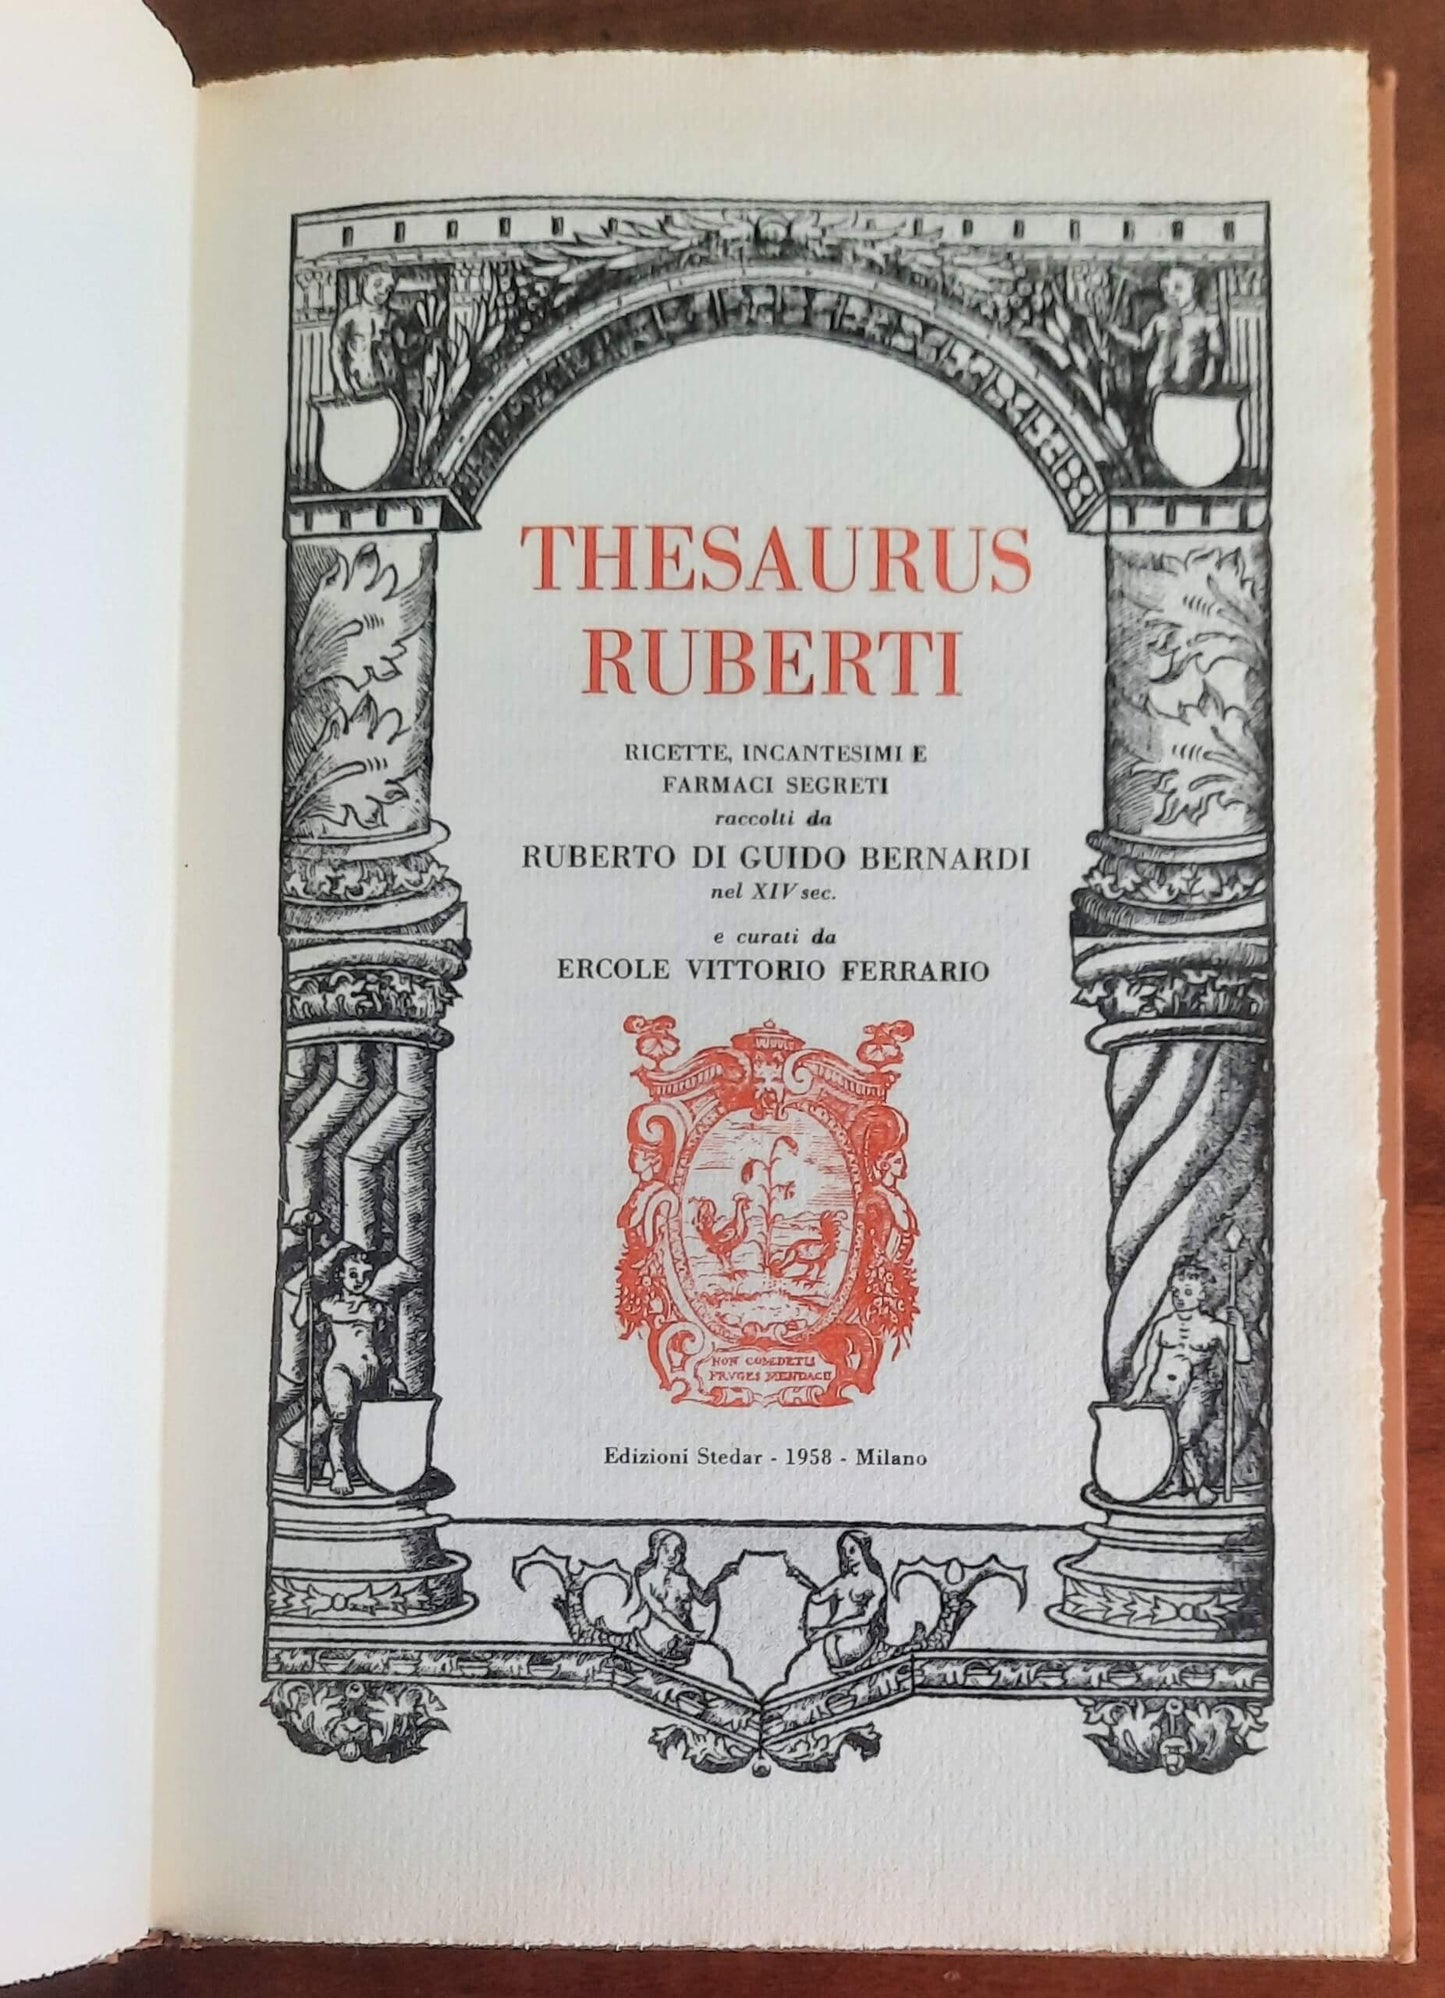 THESAURUS
RUBERTI
RICETTE, INCANTESIMI E
FARMACI SEGRETI
raccolti da
RUBERTO DI GUIDO BERNARDI
nel XIV sec.
e curati da
ERCOLE VITTORIO FERRARIO
NON COMEDETIS
FRVGES MENDACII
Edizioni Stedar - 1958 - Milano